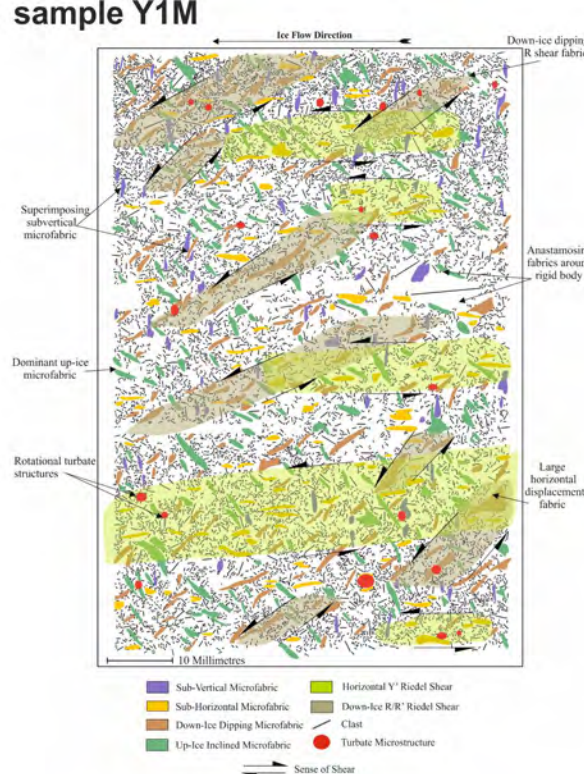 sample Y1M
Ice Flow Direction
Down-ice dipping
R shear fabric
Superimposing
subvertical
microfabric
Anastamosing
fabrics around
rigid body
Dominant up-ice
microfabric
Rotational turbate
structures
Large
horizontal
displacement
fabric
10 Millimetres
Sub-Vertical Microfabric
Horizontal Y' Riedel Shear
Sub-Horizontal Microfabric
Down-Ice R/R' Riedel Shear
Down-Ice Dipping Microfabric
Clast
Up-Ice Inclined Microfabric
Turbate Microstructure
Sense of Shear